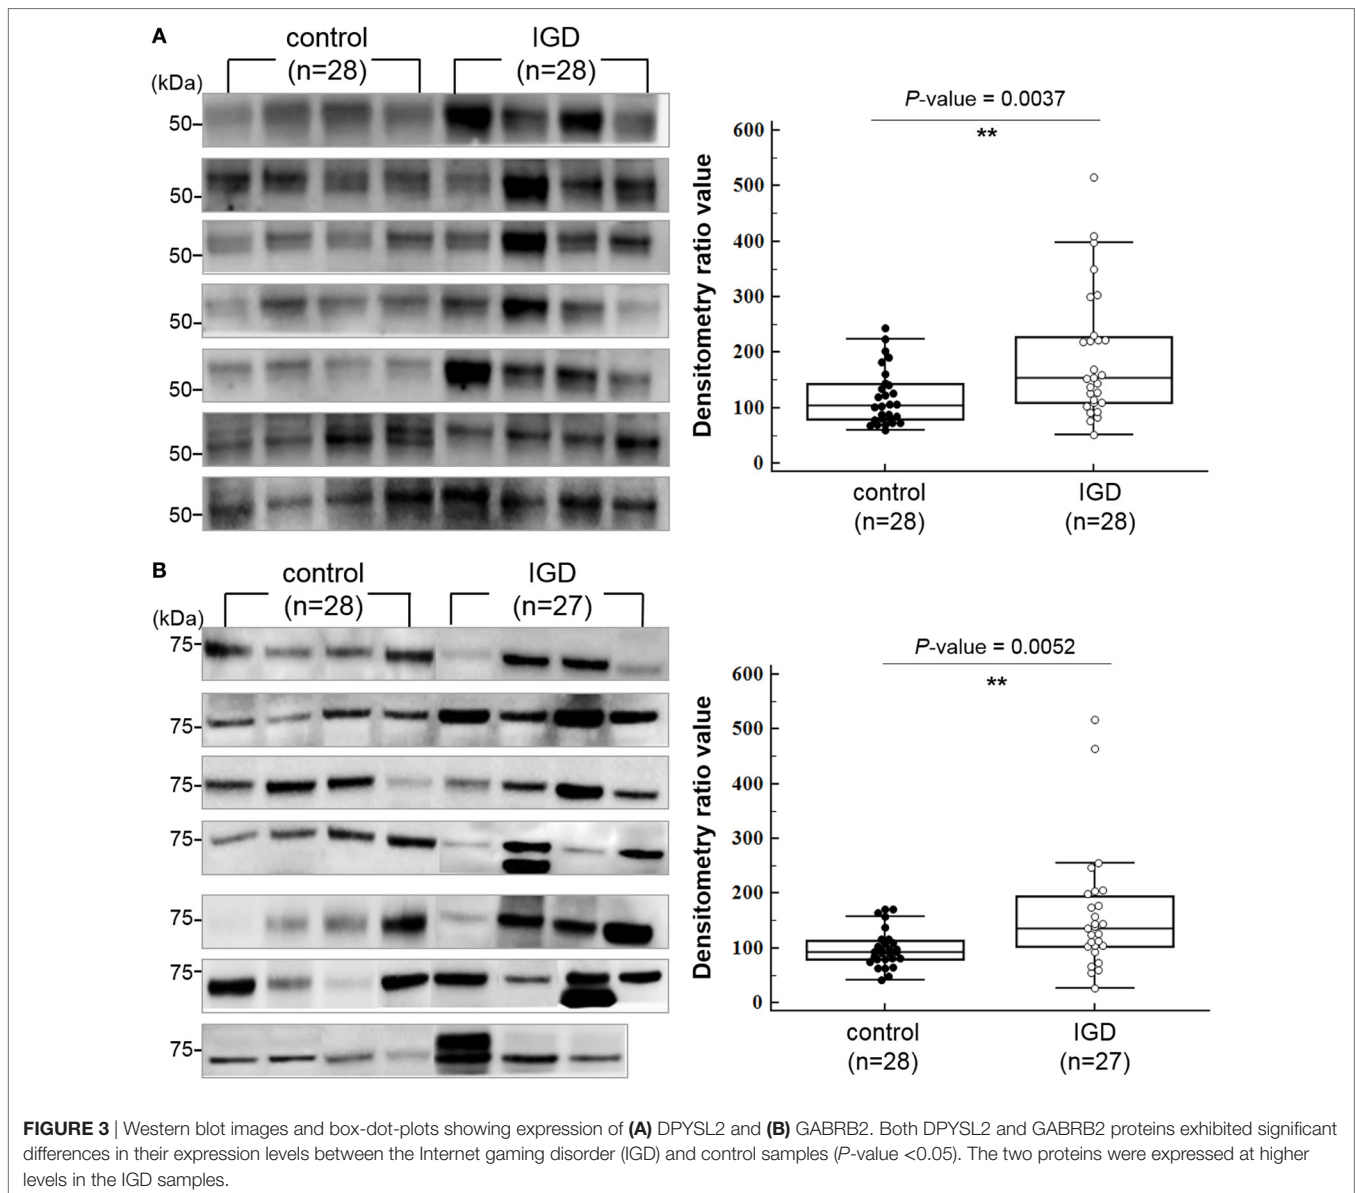 A
control
(n=28)
IGD
(n=28)
(kDa)
50-
50-
50-
50-
50-
50-
50-
P-value = 0.0037
**
Densitometry ratio value
600
500
400
300
200
100
0
control
(n=28)
IGD
(n=28)
B
control
(n=28)
IGD
(n=27)
(kDa)
75-
75-
75-
75-
75-
75-
75-
P-value = 0.0052
**
Densitometry ratio value
600
500
400
300
200
100
0
control
(n=28)
IGD
(n=27)
FIGURE 3 | Western blot images and box-dot-plots showing expression of (A) DPYSL2 and (B) GABRB2. Both DPYSL2 and GABRB2 proteins exhibited significant
differences in their expression levels between the Internet gaming disorder (IGD) and control samples (P-value <0.05). The two proteins were expressed at higher
levels in the IGD samples.